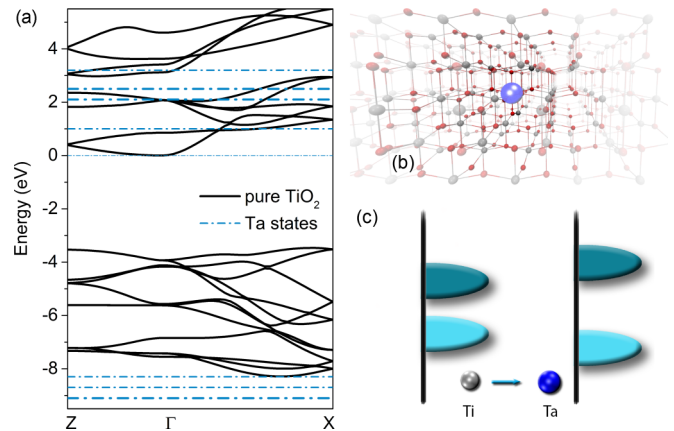 (a)
Energy (eV)
4
2
0
-2
-4
-6
-8
pure TiO₂
Ta states
Z
Γ
X
(b)
(c)
Ti
Ta